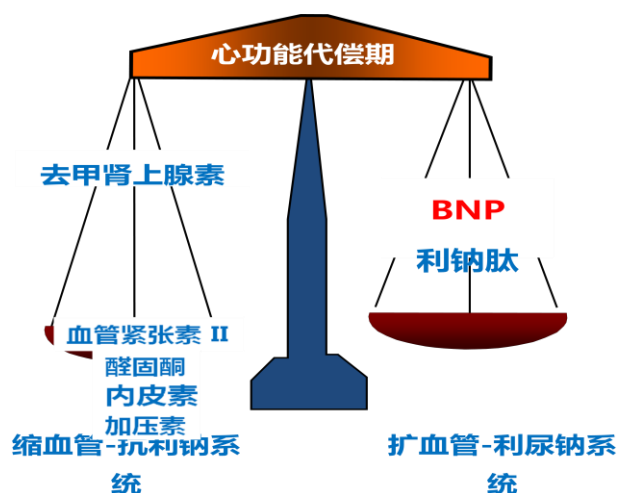 心功能代偿期
去甲肾上腺素
BNP
利钠肽
血管紧张素 II
醛固酮
内皮素
加压素
缩血管-抗利钠系
统
扩血管-利尿钠系
统